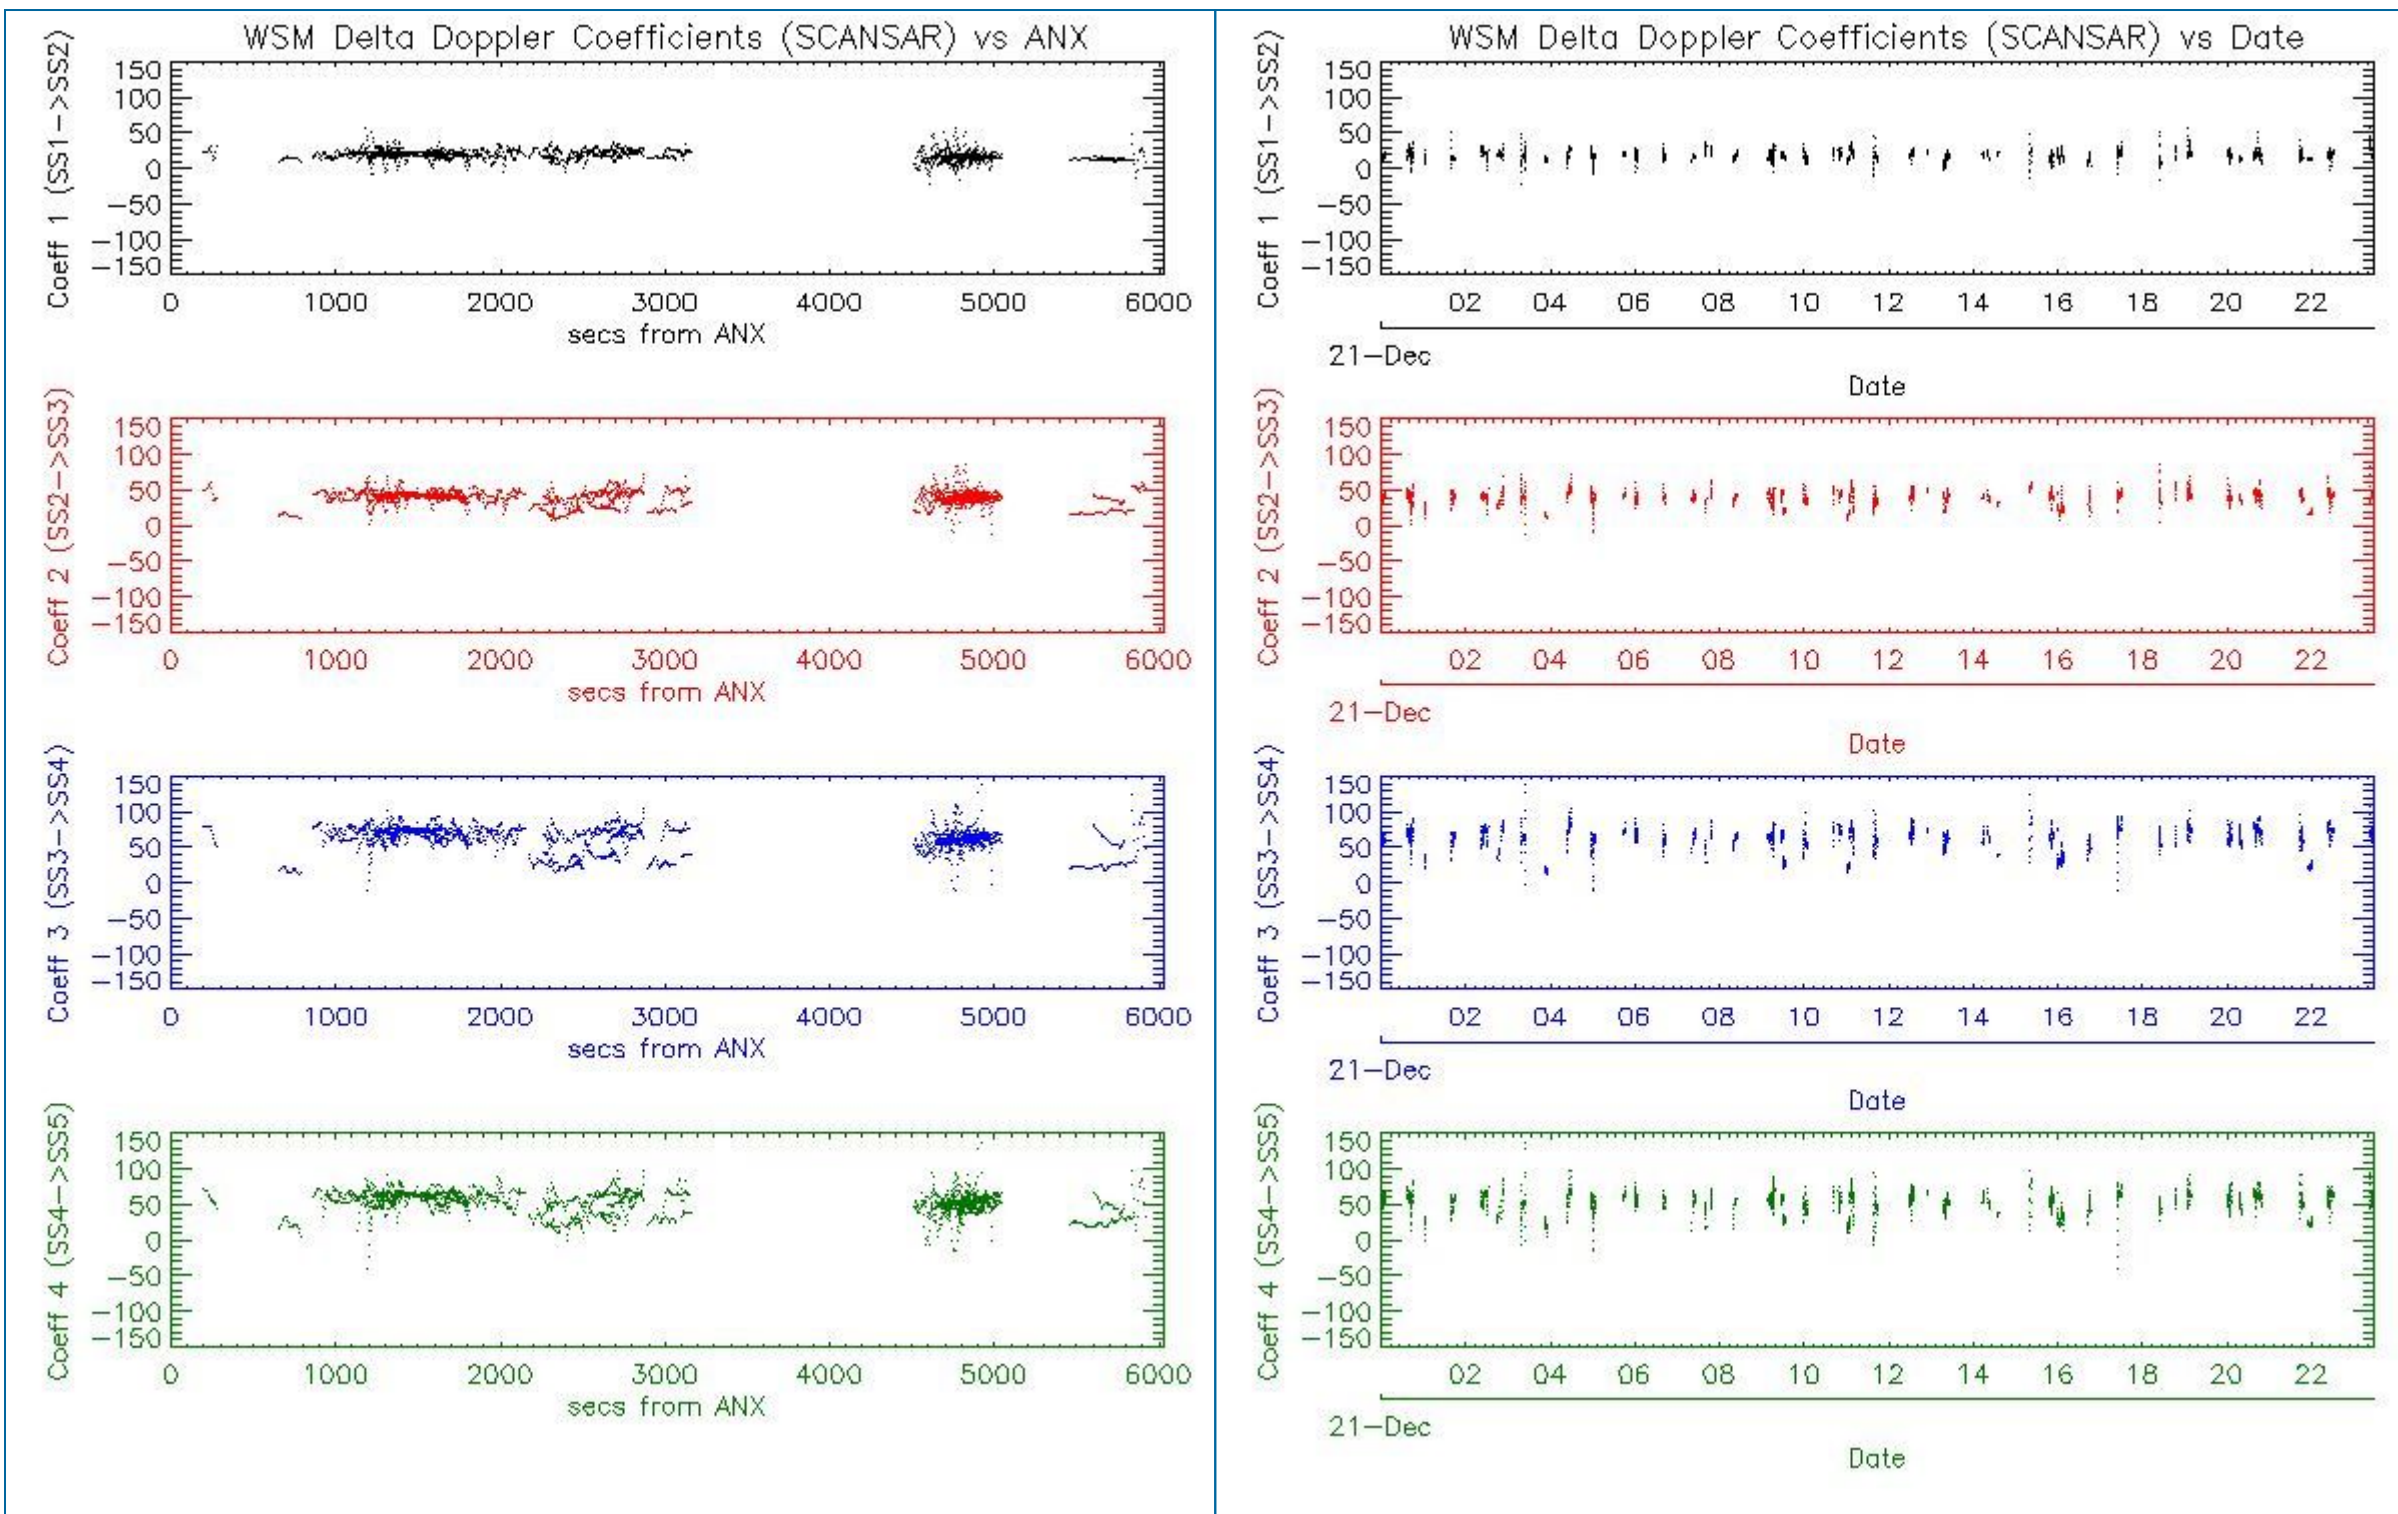 WSM Delta Doppler Coefficients (SCANSAR) vs ANX
Coeff 1 (SS1->SS2)
150
100
50
0
-50
-100
-150
0 1000 2000 3000 4000 5000 6000
secs from ANX
Coeff 2 (SS2->SS3)
150
100
50
0
-50
-100
-150
0 1000 2000 3000 4000 5000 6000
secs from ANX
Coeff 3 (SS3->SS4)
150
100
50
0
-50
-100
-150
0 1000 2000 3000 4000 5000 6000
secs from ANX
Coeff 4 (SS4->SS5)
150
100
50
0
-50
-100
-150
0 1000 2000 3000 4000 5000 6000
secs from ANX
WSM Delta Doppler Coefficients (SCANSAR) vs Date
Coeff 1 (SS1->SS2)
150
100
50
0
-50
-100
-150
02 04 06 08 10 12 14 16 18 20 22
21-Dec
Date
Coeff 2 (SS2->SS3)
150
100
50
0
-50
-100
-150
02 04 06 08 10 12 14 16 18 20 22
21-Dec
Date
Coeff 3 (SS3->SS4)
150
100
50
0
-50
-100
-150
02 04 06 08 10 12 14 16 18 20 22
21-Dec
Date
Coeff 4 (SS4->SS5)
150
100
50
0
-50
-100
-150
02 04 06 08 10 12 14 16 18 20 22
21-Dec
Date